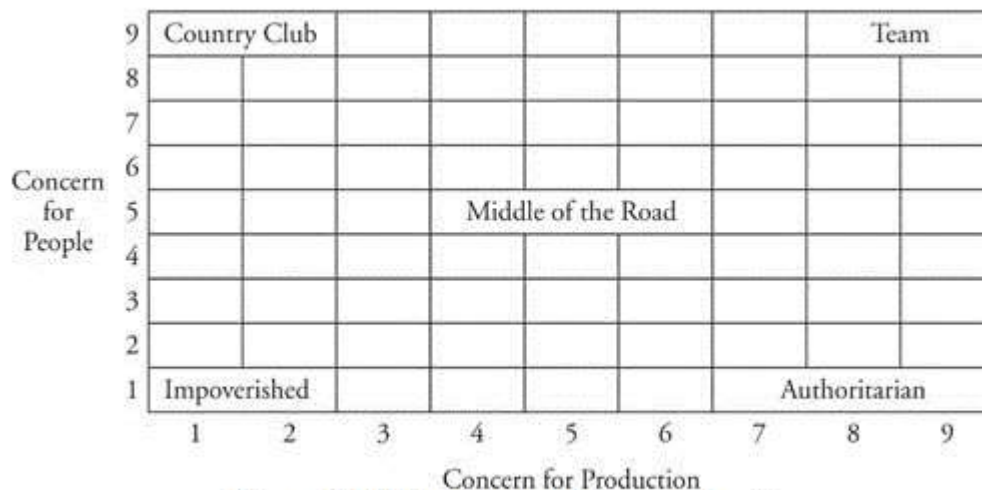 9 Country Club Team
8
7
6
Concern
for
People
5 Middle of the Road
4
3
2
1 Impoverished Authoritarian
1 2 3 4 5 6 7 8 9
Concern for Production